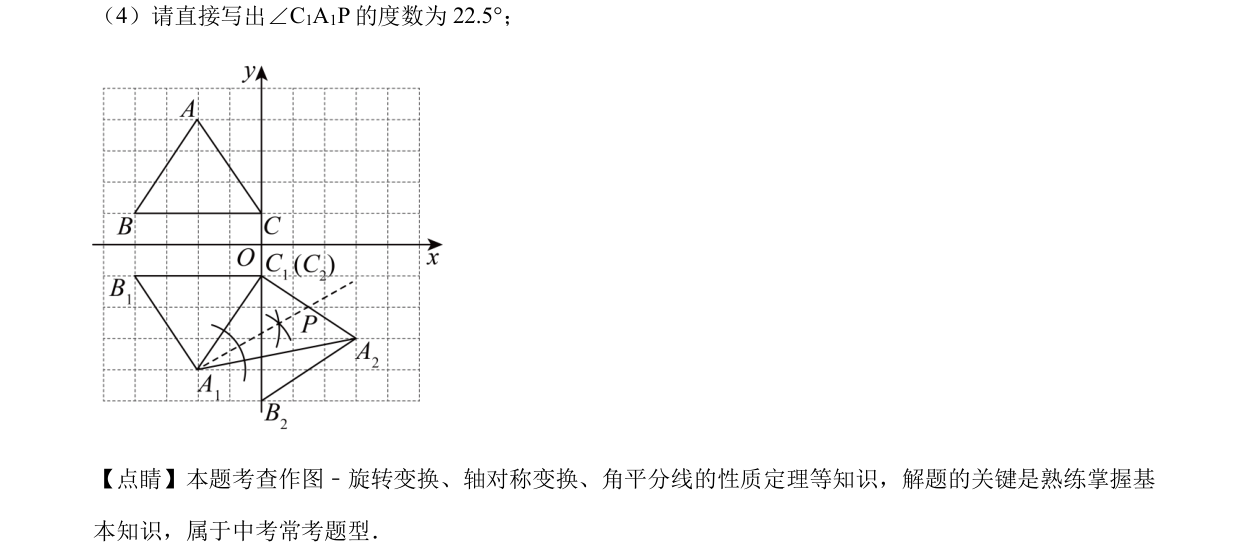 （4）请直接写出∠C₁A₁P 的度数为 22.5°；
y
A
B
C
O
x
C₁(C₂)
B₁
P
A₂
A₁
B₂
【点睛】本题考查作图﹣旋转变换、轴对称变换、角平分线的性质定理等知识，解题的关键是熟练掌握基
本知识，属于中考常考题型．